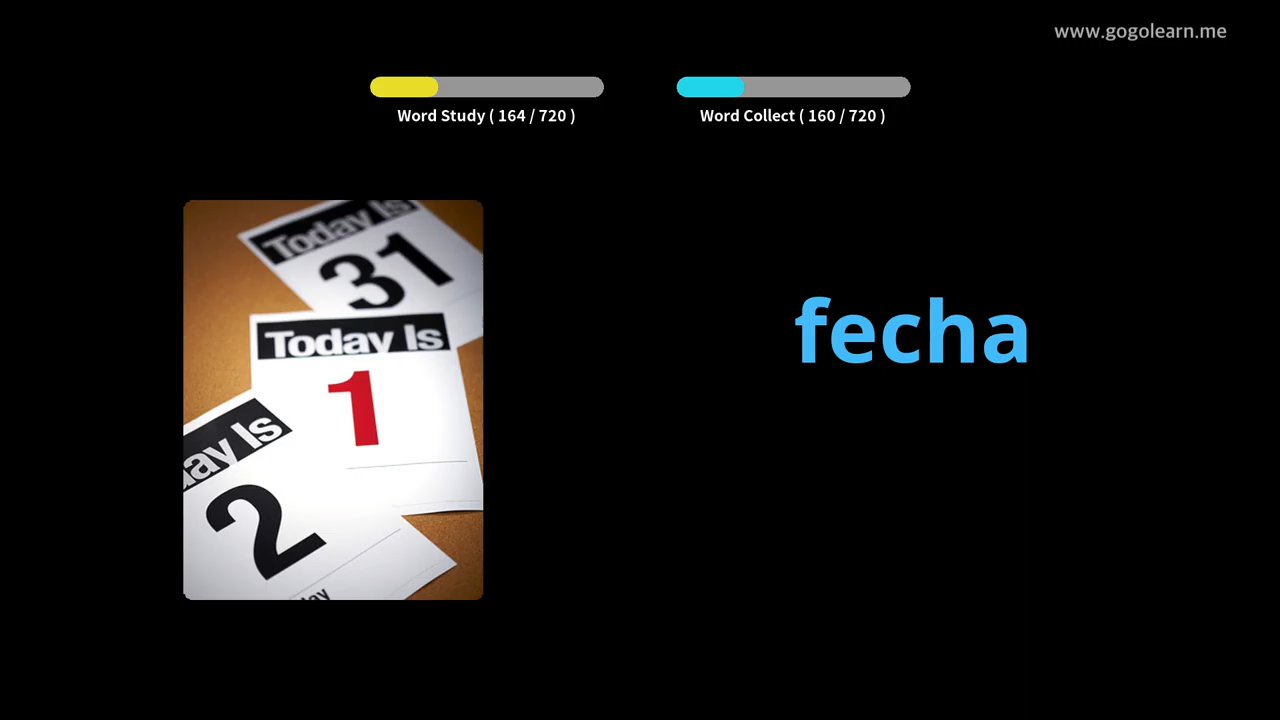 www.gogolearn.me
Word Study ( 164 / 720 )
Word Collect ( 160 / 720 )
Today Is
31
Today Is
1
ay Is
2
ay
fecha